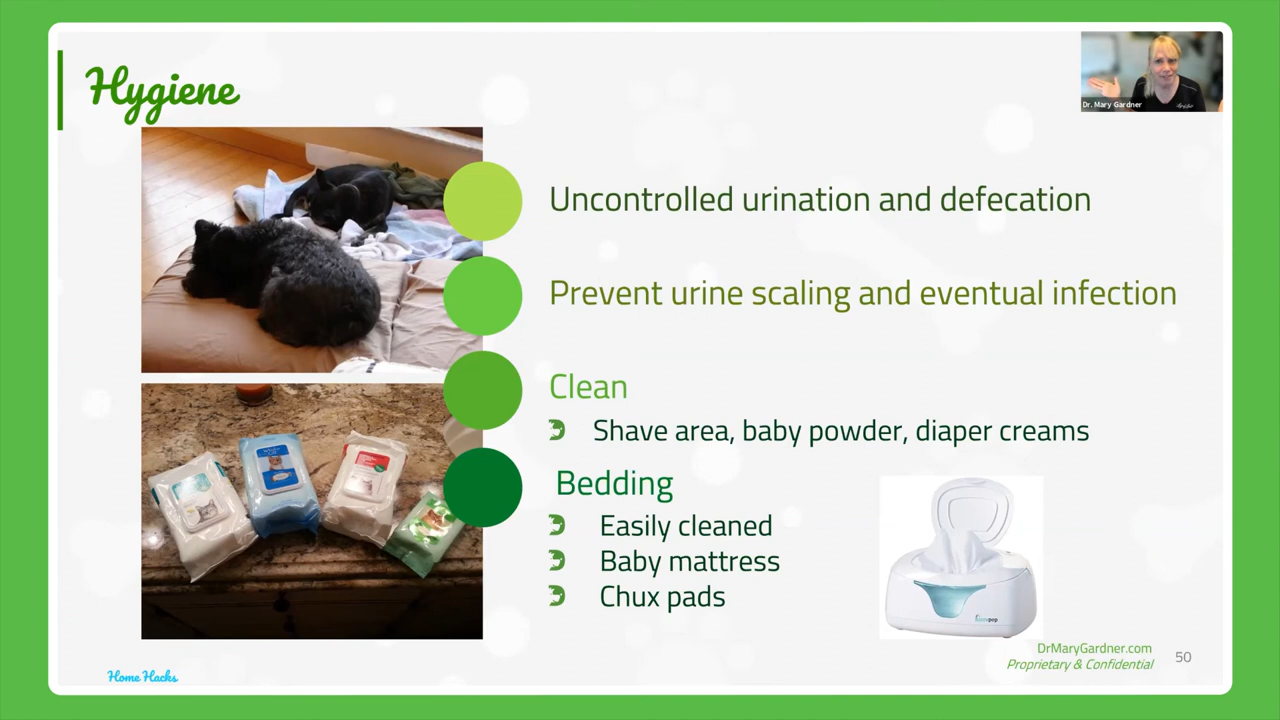 Hygiene
Dr. Mary Gardner
Uncontrolled urination and defecation
Prevent urine scaling and eventual infection
Clean
Shave area, baby powder, diaper creams
Bedding
Easily cleaned
Baby mattress
Chux pads
DrMaryGardner.com
Proprietary & Confidential
50
Home Hacks